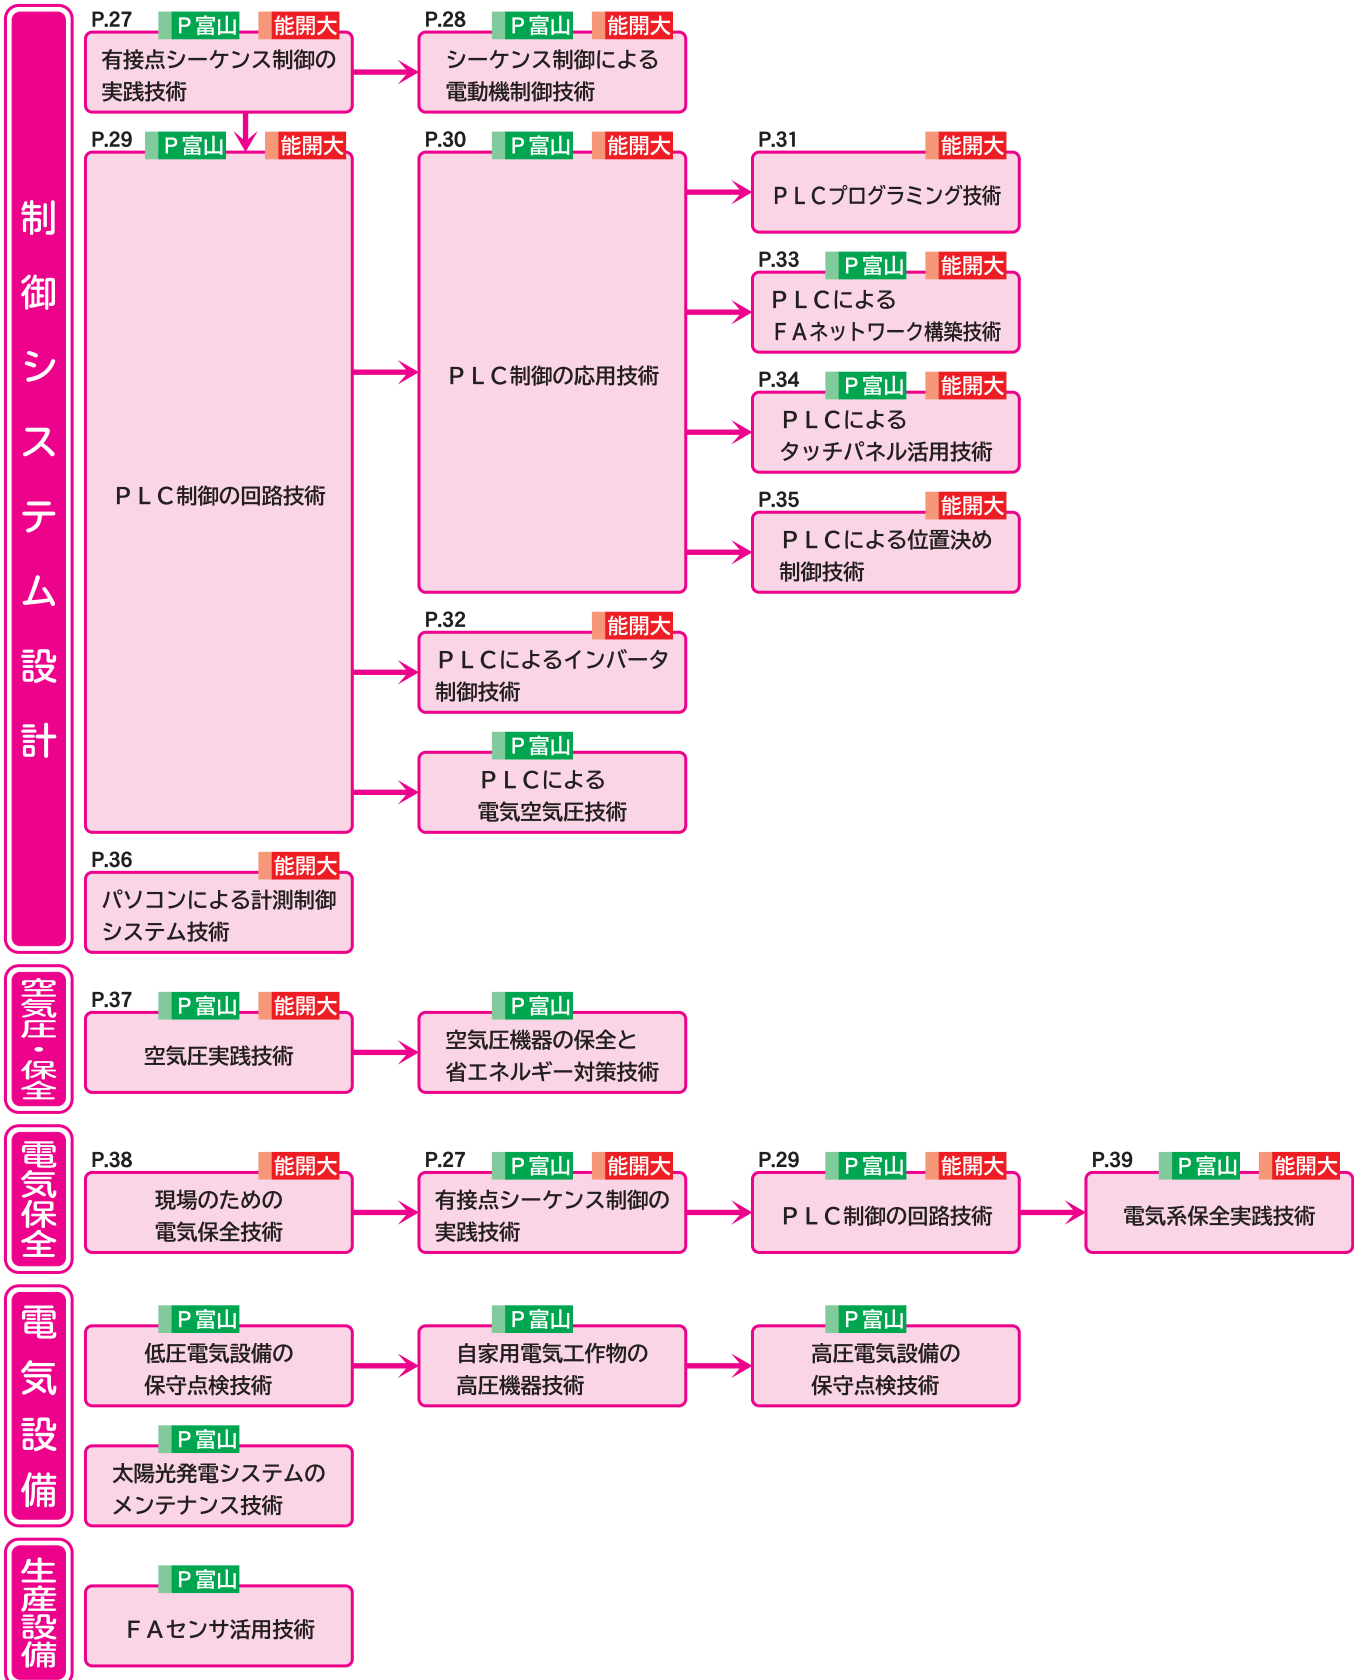 制御システム設計
P.27
P富山
能開大
有接点シーケンス制御の
実践技術
P.28
P富山
能開大
シーケンス制御による
電動機制御技術
P.29
P富山
能開大
PLC制御の回路技術
P.30
P富山
能開大
PLC制御の応用技術
P.31
能開大
PLCプログラミング技術
P.33
P富山
能開大
PLCによる
FAネットワーク構築技術
P.34
P富山
能開大
PLCによる
タッチパネル活用技術
P.35
能開大
PLCによる位置決め
制御技術
P.32
能開大
PLCによるインバータ
制御技術
P富山
PLCによる
電気空気圧技術
P.36
能開大
パソコンによる計測制御
システム技術
空気圧・保全
P.37
P富山
能開大
空気圧実践技術
P富山
空気圧機器の保全と
省エネルギー対策技術
電気保全
P.38
能開大
現場のための
電気保全技術
P.27
P富山
能開大
有接点シーケンス制御の
実践技術
P.29
P富山
能開大
PLC制御の回路技術
P.39
P富山
能開大
電気系保全実践技術
電気設備
P富山
低圧電気設備の
保守点検技術
P富山
自家用電気工作物の
高圧機器技術
P富山
高圧電気設備の
保守点検技術
P富山
太陽光発電システムの
メンテナンス技術
生産設備
P富山
FAセンサ活用技術